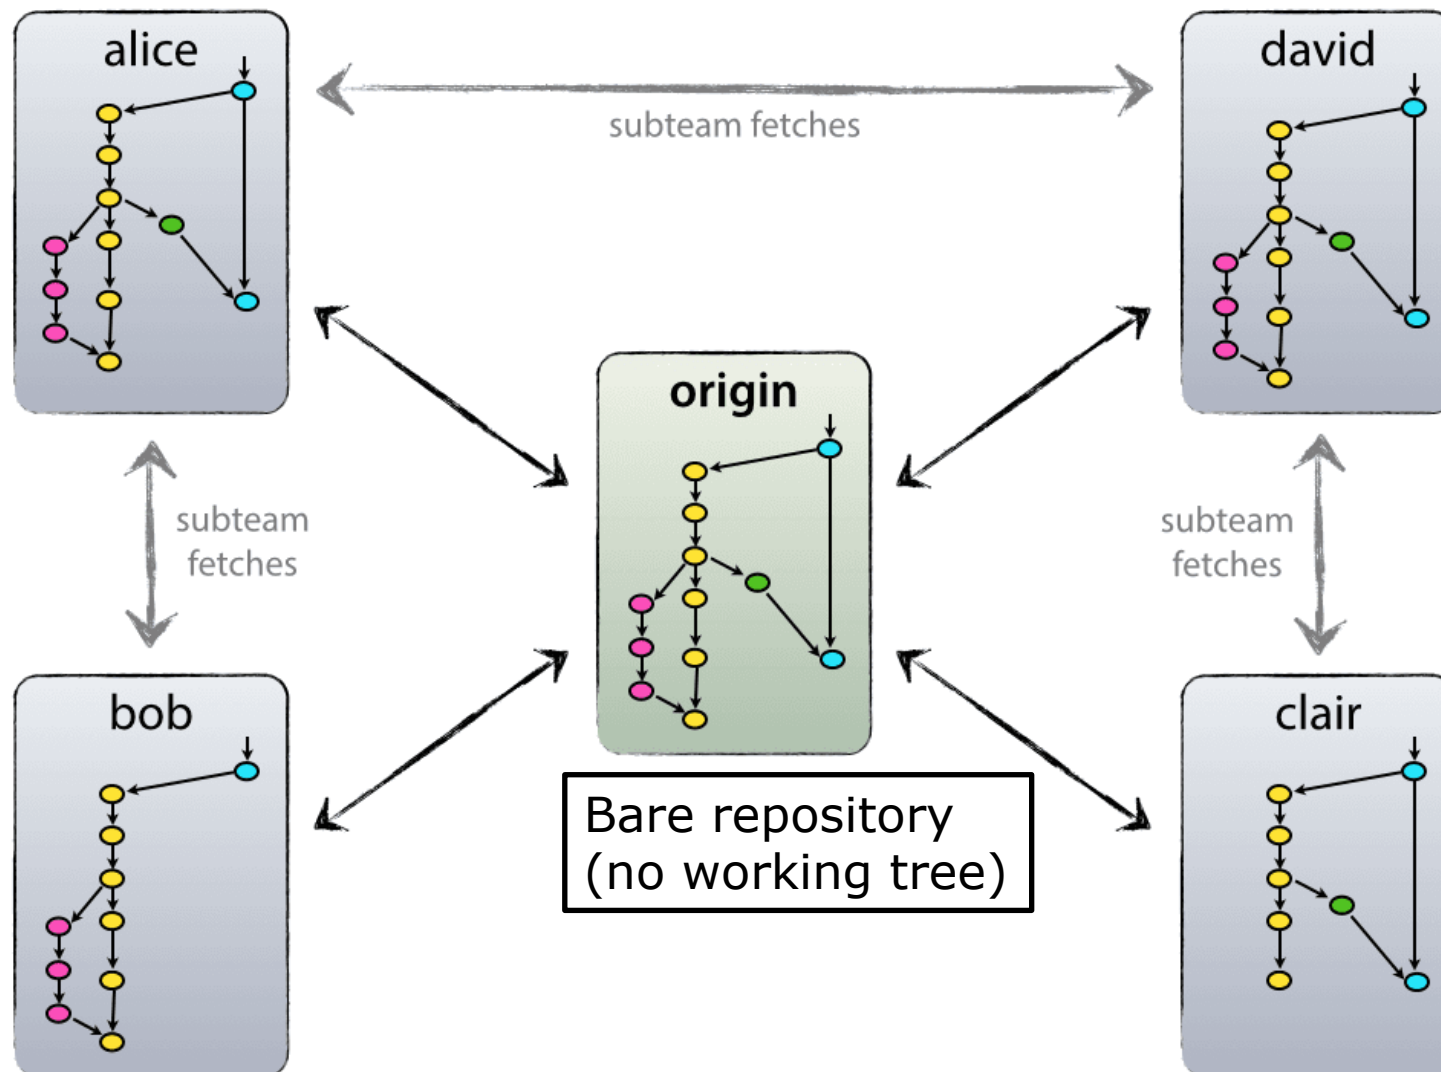 alice
david
subteam fetches
origin
subteam
fetches
subteam
fetches
bob
clair
Bare repository
(no working tree)